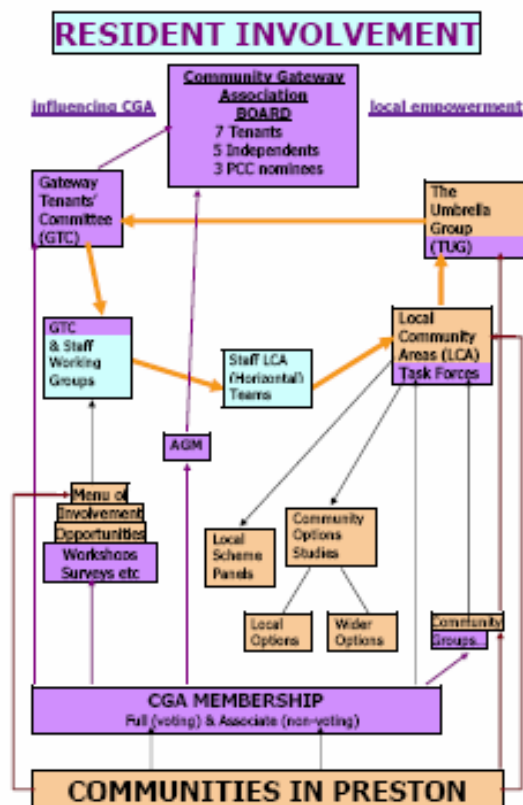 RESIDENT INVOLVEMENT
influencing CGA
Community Gateway
Association
BOARD
7 Tenants
5 Independents
3 PCC nominees
local empowerment
Gateway
Tenants'
Committee
(GTC)
The
Umbrella
Group
(TUG)
GTC
& Staff
Working
Groups
Staff LCA
(Horizontal)
Teams
Local
Community
Areas (LCA)
Task Forces
AGM
Menu of
Involvement
Opportunities
Workshops
Surveys etc
Local
Scheme
Panels
Community
Options
Studies
Local
Options
Wider
Options
Community
Groups...
CGA MEMBERSHIP
Full (voting) & Associate (non-voting)
COMMUNITIES IN PRESTON